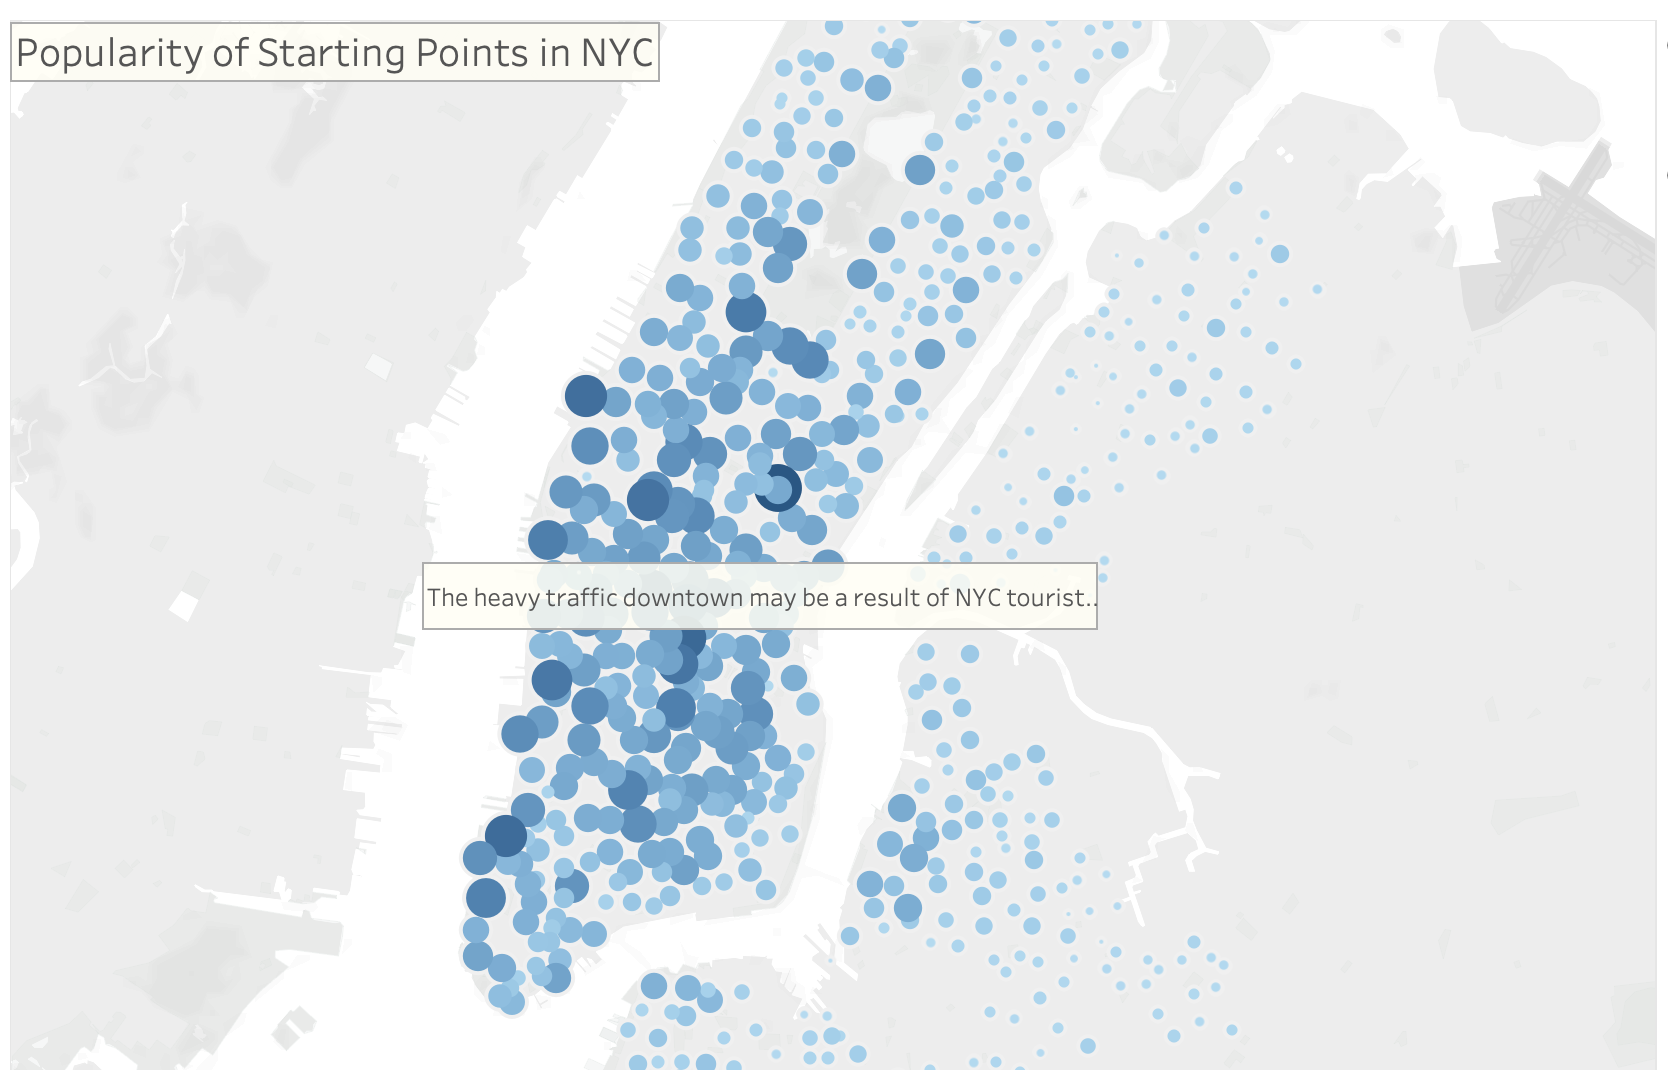 Popularity of Starting Points in NYC
The heavy traffic downtown may be a result of NYC tourist..